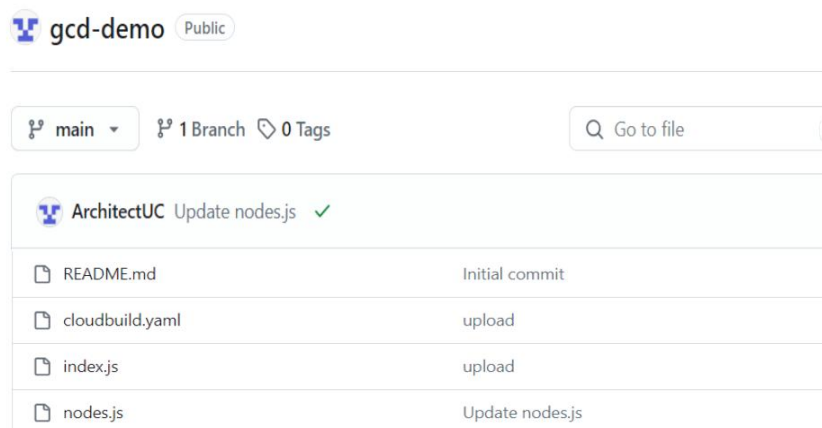 gcd-demo Public
main 1 Branch 0 Tags Go to file
ArchitectUC Update nodes.js
README.md Initial commit
cloudbuild.yaml upload
index.js upload
nodes.js Update nodes.js